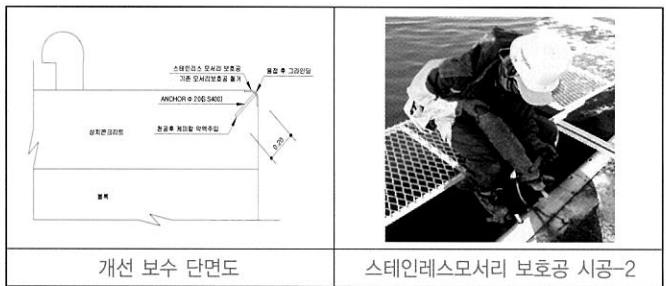 스테인리스 모서리 보호공
기존 모서리보호공 철거
용접 후 그라인딩
ANCHOR Φ 20(S S400)
천공후 케미칼 약액주입
상치콘크리트
0.20
블록
개선 보수 단면도
스테인레스모서리 보호공 시공-2